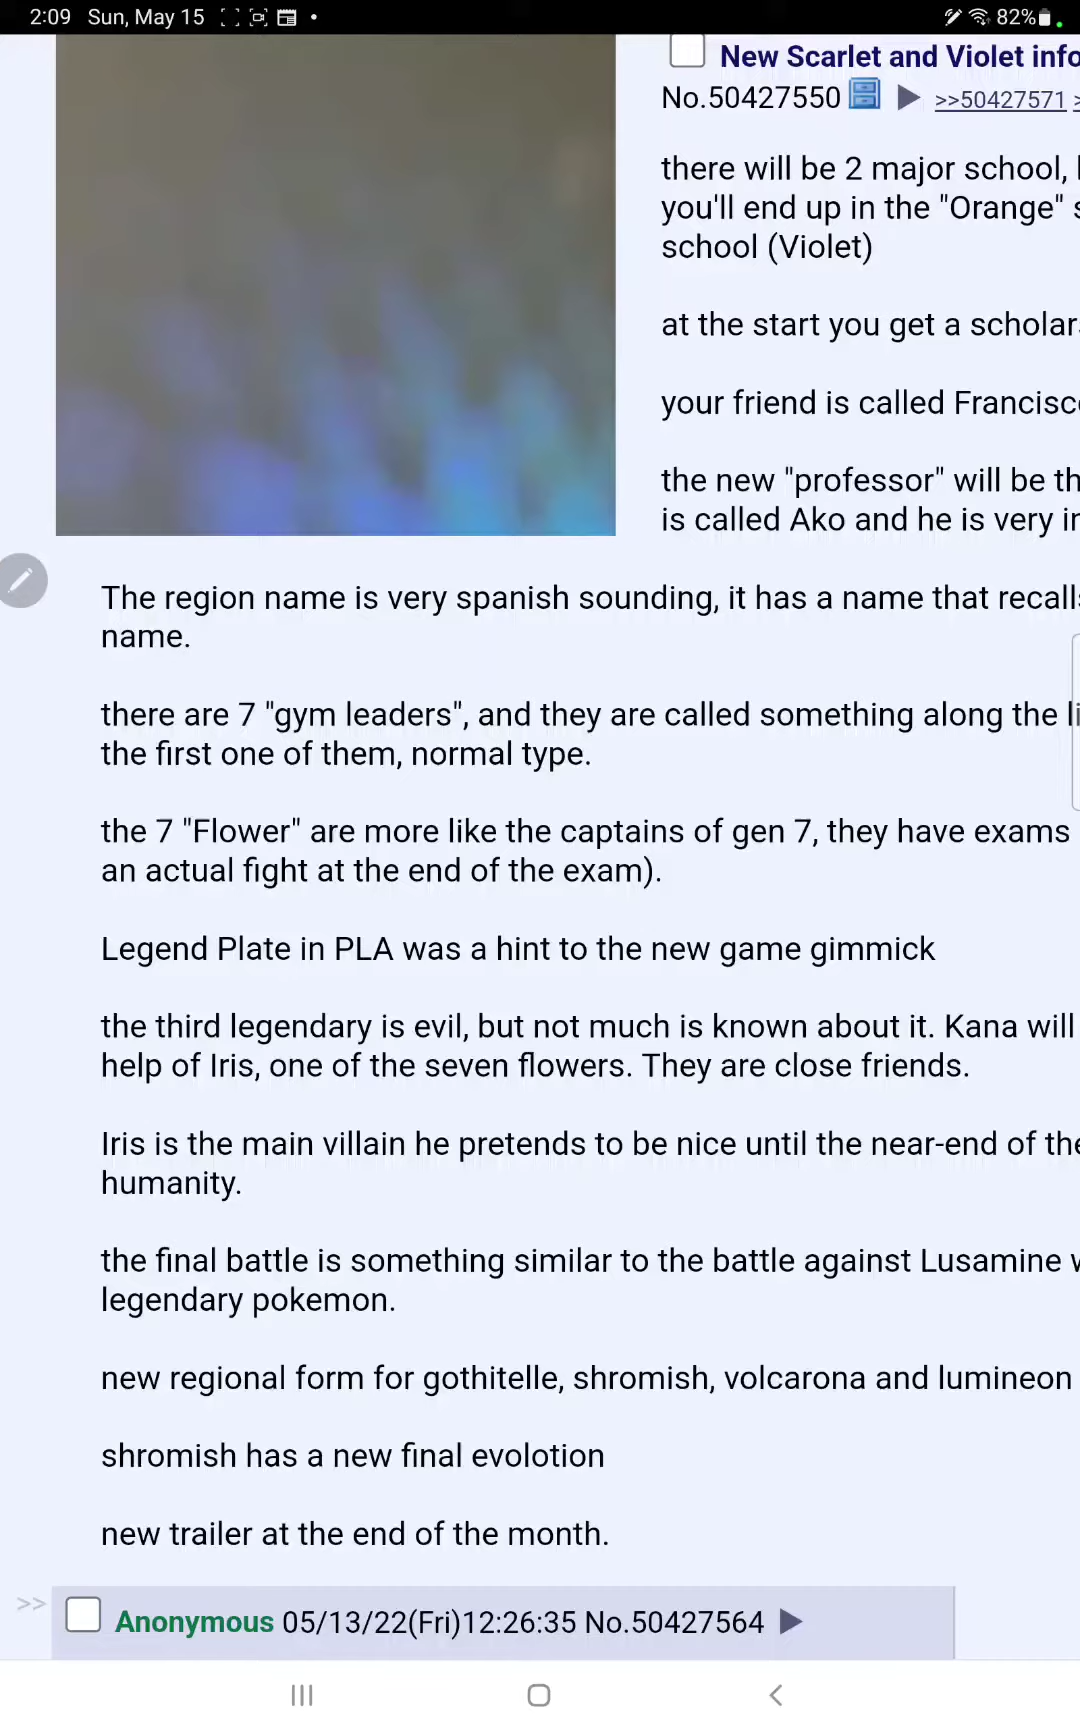 2:09 Sun, May 15
82%
New Scarlet and Violet info
No.50427550 ▶ >>50427571
there will be 2 major school,
you'll end up in the "Orange"
school (Violet)
at the start you get a
your friend is called
the new "professor" will be
is called Ako and he is very
The region name is very spanish sounding, it has a name that
name.
there are 7 "gym leaders", and they are called something along the
the first one of them, normal type.
the 7 "Flower" are more like the captains of gen 7, they have exams
an actual fight at the end of the exam).
Legend Plate in PLA was a hint to the new game gimmick
the third legendary is evil, but not much is known about it. Kana will
help of Iris, one of the seven flowers. They are close friends.
Iris is the main villain he pretends to be nice until the near-end of
humanity.
the final battle is something similar to the battle against Lusamine
legendary pokemon.
new regional form for gothitelle, shromish, volcarona and lumineon
shromish has a new final evolotion
new trailer at the end of the month.
>> Anonymous 05/13/22(Fri)12:26:35 No.50427564 ▶